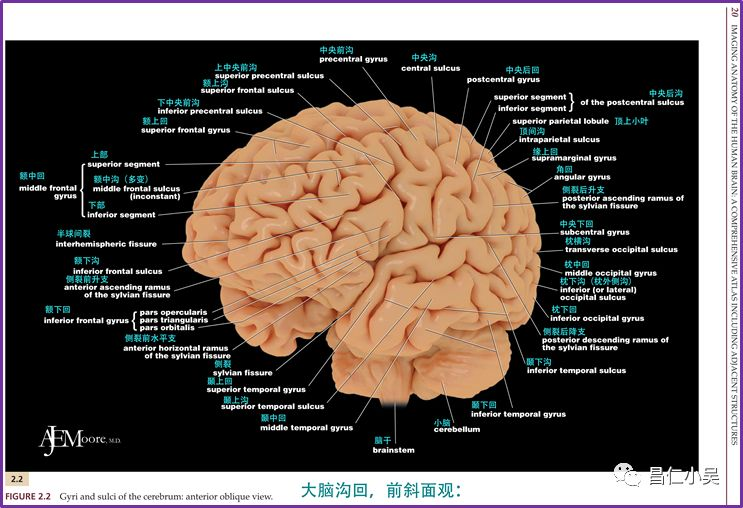 中央前沟
precentral gyrus
中央沟
central sulcus
中央后回
postcentral gyrus
上中央前沟
superior precentral sulcus
额上沟
superior frontal sulcus
下中央前沟
inferior precentral sulcus
额上回
superior frontal gyrus
上部
superior segment
额中回
middle frontal
gyrus
额中沟（多变）
middle frontal sulcus
(inconstant)
下部
inferior segment
半球间裂
interhemispheric fissure
额下沟
inferior frontal sulcus
侧裂前升支
anterior ascending ramus
of the sylvian fissure
额下回
inferior frontal gyrus
pars opercularis
pars triangularis
pars orbitalis
侧裂前水平支
anterior horizontal ramus
of the sylvian fissure
侧裂
sylvian fissure
颞上回
superior temporal gyrus
颞上沟
superior temporal sulcus
颞中回
middle temporal gyrus
脑干
brainstem
小脑
cerebellum
颞下回
inferior temporal gyrus
中央后沟
superior segment
inferior segment
of the postcentral sulcus
superior parietal lobule 顶上小叶
顶间沟
intraparietal sulcus
缘上回
supramarginal gyrus
角回
angular gyrus
侧裂后升支
posterior ascending ramus of
the sylvian fissure
中央下回
subcentral gyrus
枕横沟
transverse occipital sulcus
枕中回
middle occipital gyrus
枕下沟（枕外侧沟）
inferior (or lateral)
occipital sulcus
枕下回
inferior occipital gyrus
侧裂后降支
posterior descending ramus of
the sylvian fissure
颞下沟
inferior temporal sulcus
AJEMoore, M.D.
2.2
FIGURE 2.2 Gyri and sulci of the cerebrum: anterior oblique view.
大脑沟回，前斜面观：
昌仁小吴
20 IMAGING ANATOMY OF THE HUMAN BRAIN: A COMPREHENSIVE ATLAS INCLUDING ADJACENT STRUCTURES